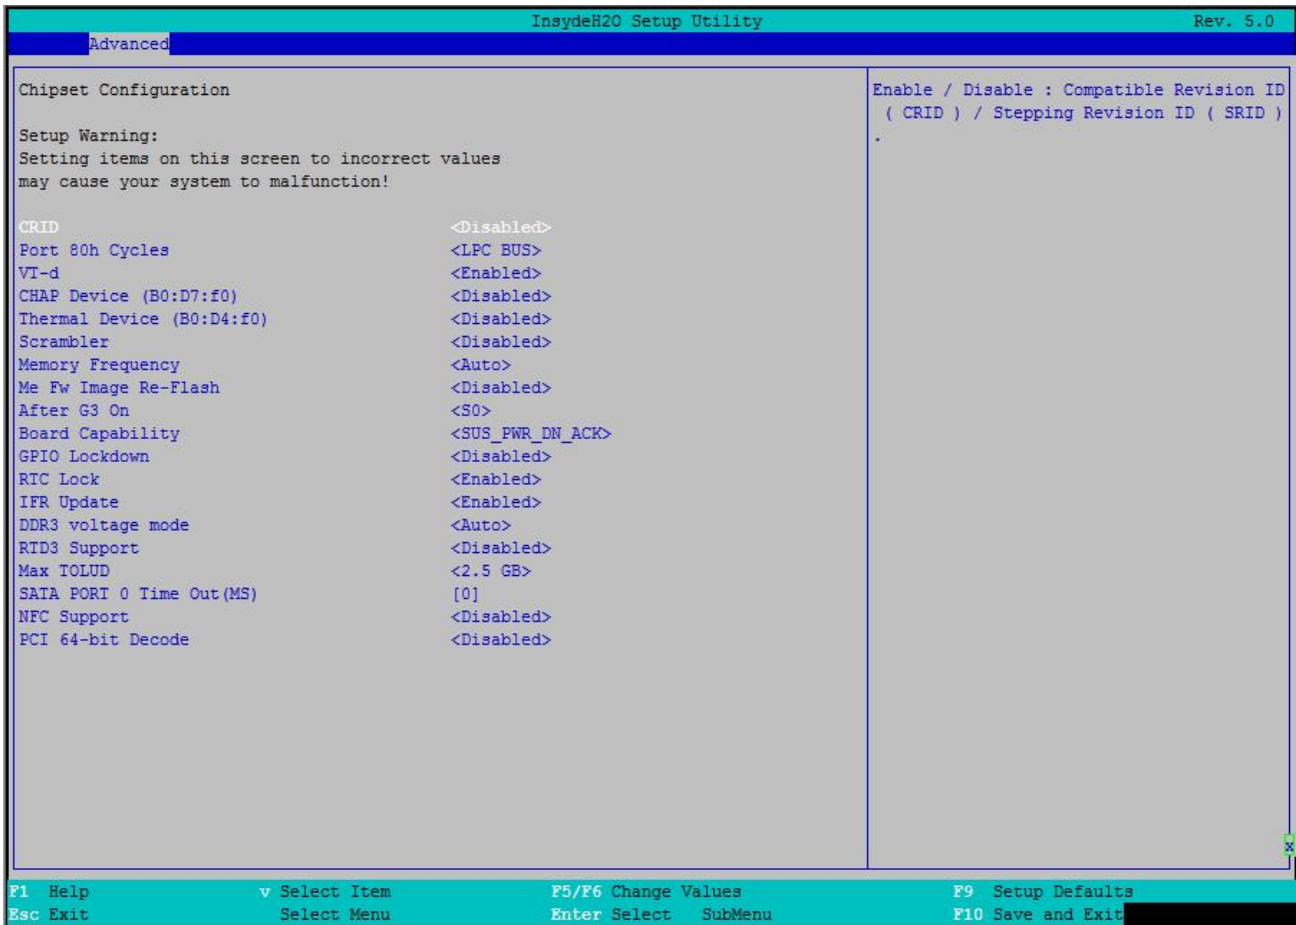 InsydeH20 Setup Utility Rev. 5.0
Advanced
Chipset Configuration
Setup Warning:
Setting items on this screen to incorrect values
may cause your system to malfunction!
CRID <Disabled>
Port 80h Cycles <LPC BUS>
VT-d <Enabled>
CHAP Device (B0:D7:f0) <Disabled>
Thermal Device (B0:D4:f0) <Disabled>
Scrambler <Disabled>
Memory Frequency <Auto>
Me Fw Image Re-Flash <Disabled>
After G3 On <S0>
Board Capability <SUS_PWR_DN_ACK>
GPIO Lockdown <Disabled>
RTC Lock <Enabled>
IFR Update <Enabled>
DDR3 voltage mode <Auto>
RTD3 Support <Disabled>
Max TOLUD <2.5 GB>
SATA PORT 0 Time Out(MS) [0]
NFC Support <Disabled>
PCI 64-bit Decode <Disabled>
Enable / Disable : Compatible Revision ID
( CRID ) / Stepping Revision ID ( SRID )
.
x
F1 Help v Select Item F5/F6 Change Values F9 Setup Defaults
Esc Exit Select Menu Enter Select SubMenu F10 Save and Exit